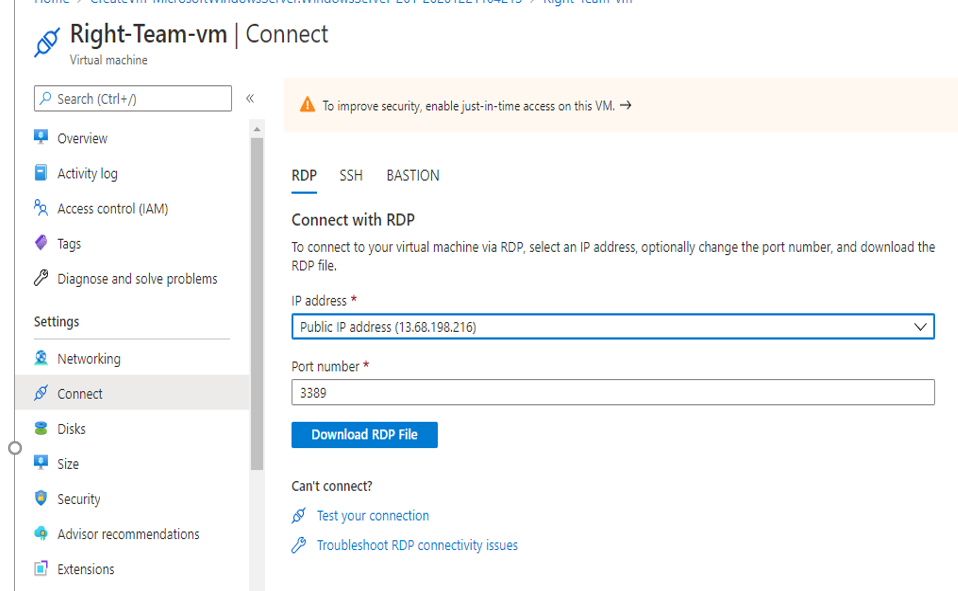 Right-Team-vm | Connect
Virtual machine
Search (Ctrl+/)
«
To improve security, enable just-in-time access on this VM. →
Overview
Activity log
Access control (IAM)
Tags
Diagnose and solve problems
Settings
Networking
Connect
Disks
Size
Security
Advisor recommendations
Extensions
RDP SSH BASTION
Connect with RDP
To connect to your virtual machine via RDP, select an IP address, optionally change the port number, and download the
RDP file.
IP address *
Public IP address (13.68.198.216)
Port number *
3389
Download RDP File
Can't connect?
Test your connection
Troubleshoot RDP connectivity issues